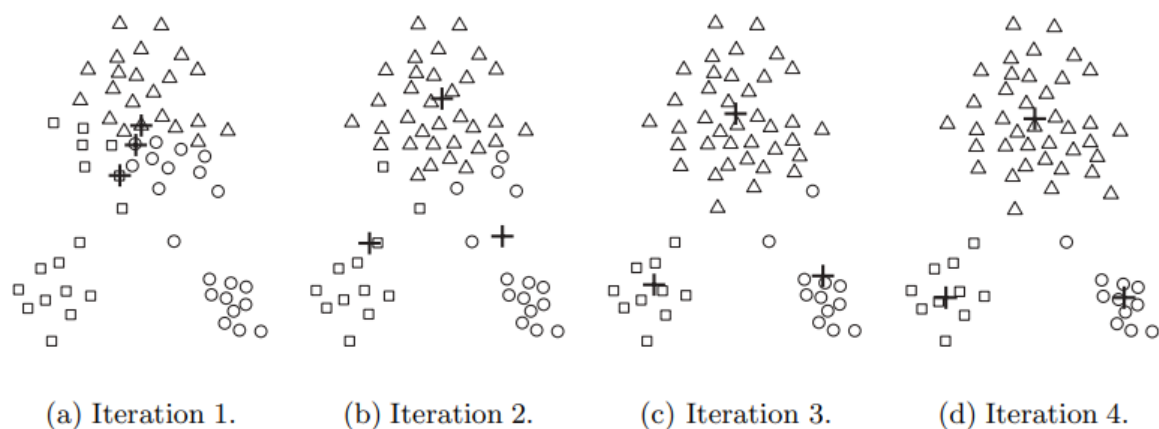 (a) Iteration 1.
(b) Iteration 2.
(c) Iteration 3.
(d) Iteration 4.